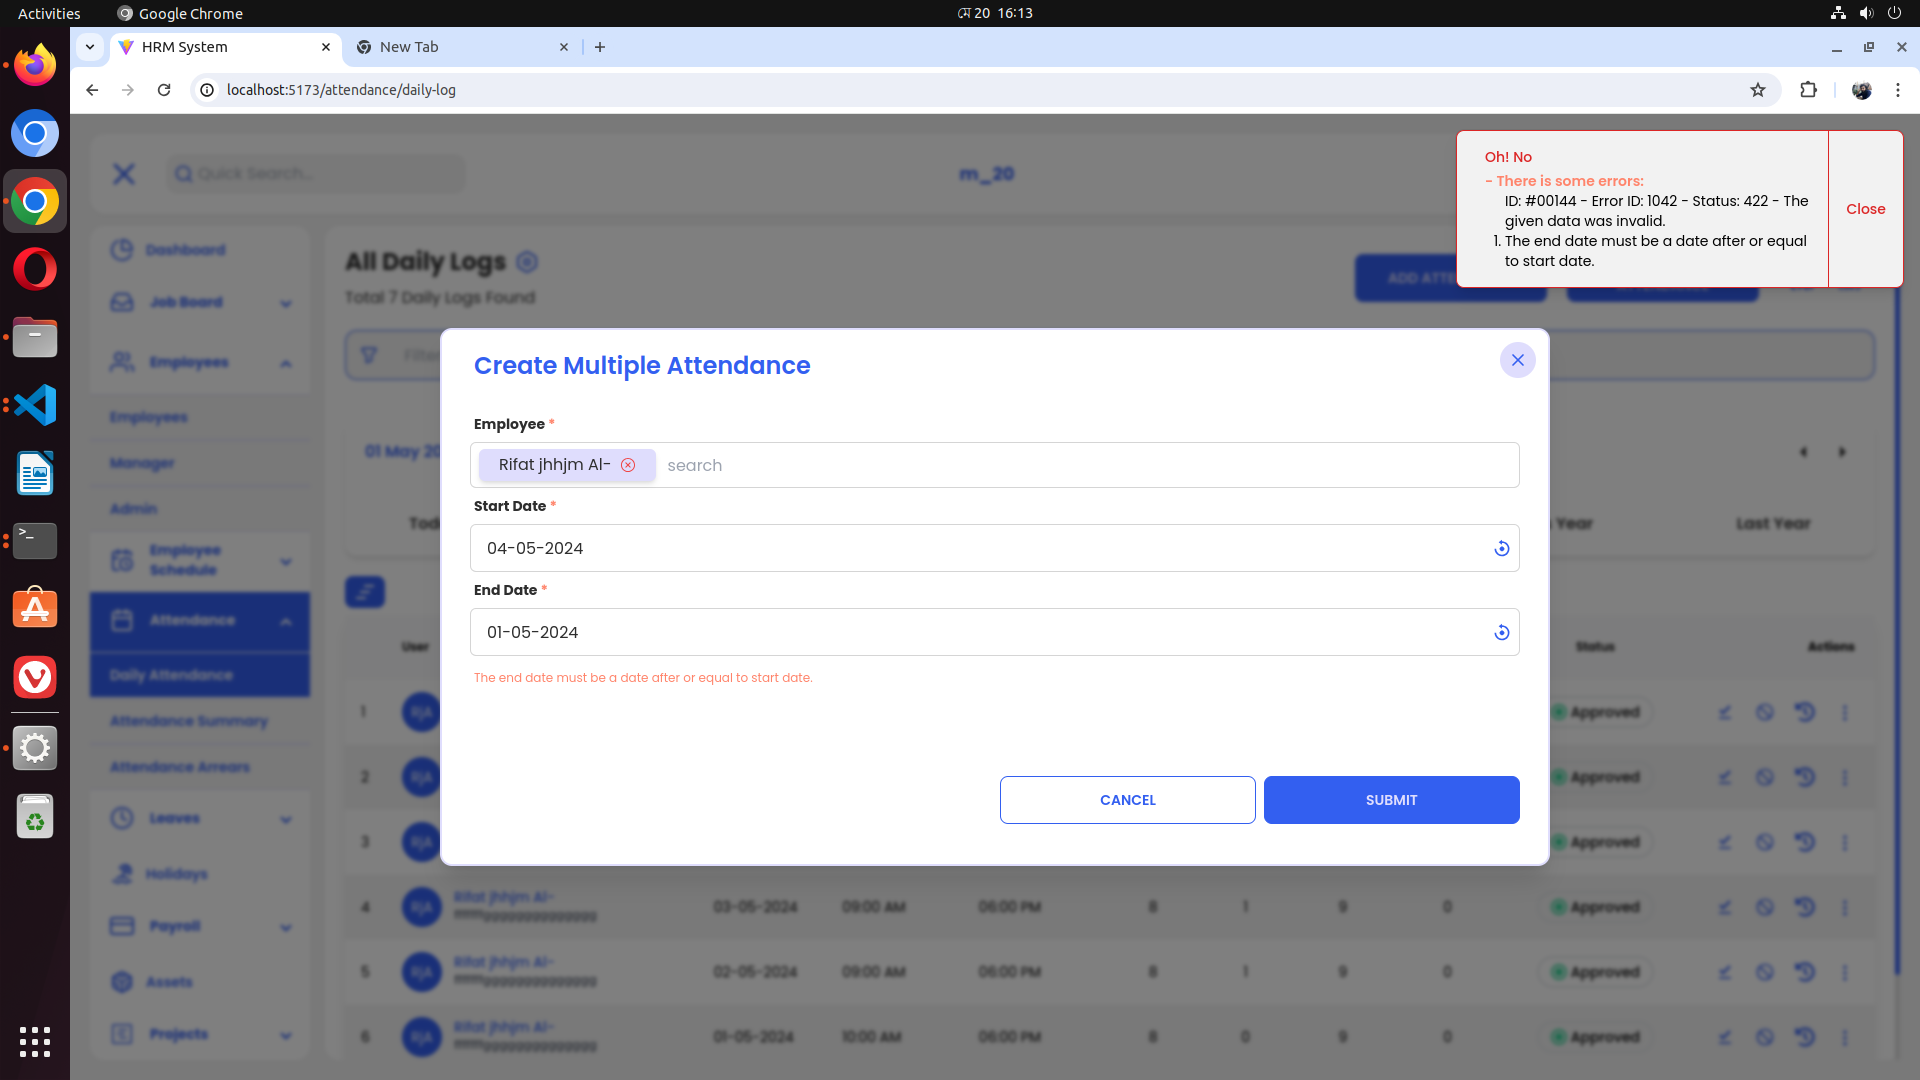 Activities
Google Chrome
মে 20 16:13
HRM System
New Tab
localhost:5173/attendance/daily-log
Quick Search...
m_20
Oh! No
- There is some errors:
ID: #00144 - Error ID: 1042 - Status: 422 - The
given data was invalid.
1. The end date must be a date after or equal
to start date.
Close
Dashboard
Job Board
Employees
Employees
Manager
Admin
Employee
Schedule
Attendance
Daily Attendance
Attendance Summary
Attendance Arrears
Leaves
Holidays
Payroll
Assets
Projects
All Daily Logs
Total 7 Daily Logs Found
01 May 20
Year
Last Year
User
Status
Actions
Create Multiple Attendance
Employee *
Rifat jhhjm Al-
search
Start Date *
04-05-2024
End Date *
01-05-2024
The end date must be a date after or equal to start date.
CANCEL
SUBMIT
1 RjA Approved
2 RjA Approved
3 RjA Approved
4 RjA Rifat jhhjm Al- 03-05-2024 09:00 AM 06:00 PM 8 1 9 0 Approved
5 RjA Rifat jhhjm Al- 02-05-2024 09:00 AM 06:00 PM 8 1 9 0 Approved
6 RjA Rifat jhhjm Al- 01-05-2024 10:00 AM 06:00 PM 8 0 9 0 Approved